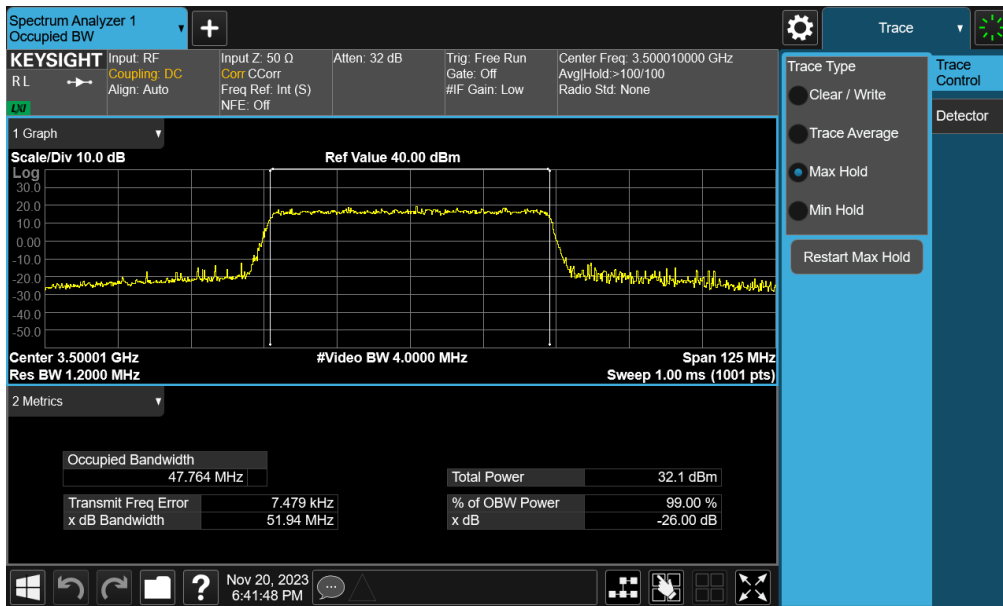 Spectrum Analyzer 1
Occupied BW
+
Trace
KEYSIGHT
R L
LXI
Input: RF
Coupling: DC
Align: Auto
Input Z: 50 Ω
Corr CCorr
Freq Ref: Int (S)
NFE: Off
Atten: 32 dB
Trig: Free Run
Gate: Off
#IF Gain: Low
Center Freq: 3.500010000 GHz
Avg|Hold:>100/100
Radio Std: None
Trace Type
Clear / Write
Trace Average
Max Hold
Min Hold
Restart Max Hold
Trace
Control
Detector
1 Graph
Scale/Div 10.0 dB
Ref Value 40.00 dBm
Log
30.0
20.0
10.0
0.00
-10.0
-20.0
-30.0
-40.0
-50.0
Center 3.50001 GHz
#Video BW 4.0000 MHz
Span 125 MHz
Res BW 1.2000 MHz
Sweep 1.00 ms (1001 pts)
2 Metrics
Occupied Bandwidth
47.764 MHz
Total Power 32.1 dBm
Transmit Freq Error 7.479 kHz
% of OBW Power 99.00 %
x dB Bandwidth 51.94 MHz
x dB -26.00 dB
?
Nov 20, 2023
6:41:48 PM